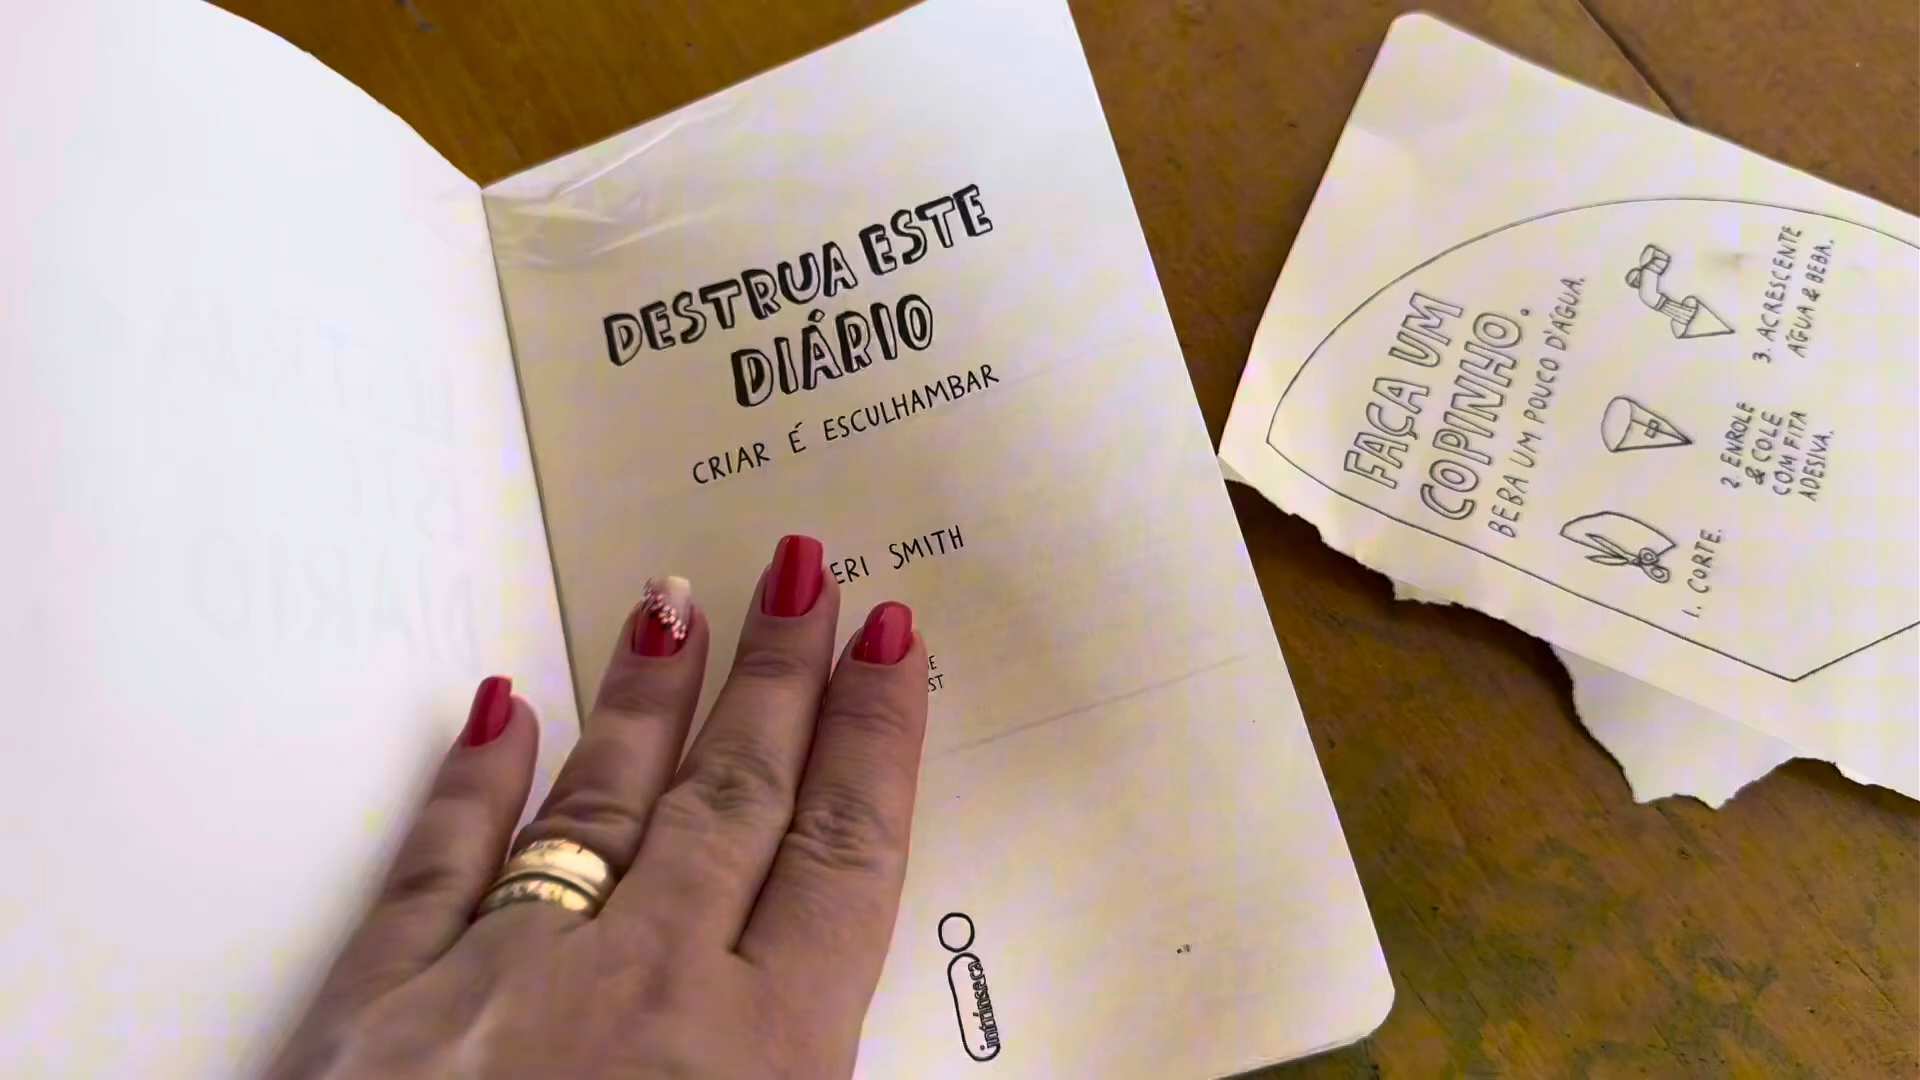 DESTRUA ESTE
DIÁRIO
CRIAR É ESCULHAMBAR
ERI SMITH
intrínseca
FAÇA UM
COPINHO.
BEBA UM POUCO D'ÁGUA.
1. CORTE.
2 ENROLE
& COLE
COM FITA
ADESIVA.
3. ACRESCENTE
ÁGUA & BEBA.